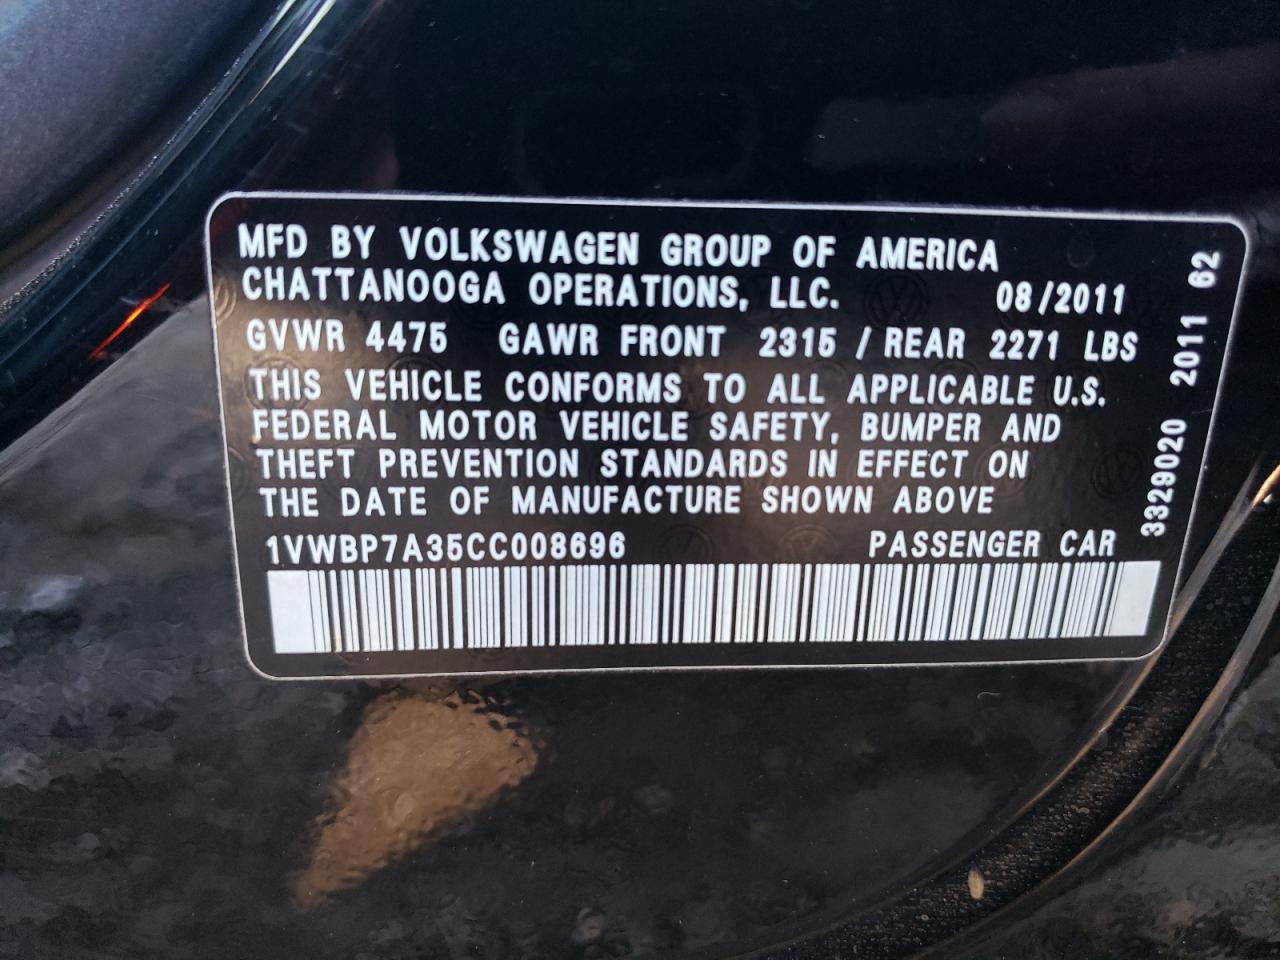 MFD BY VOLKSWAGEN GROUP OF AMERICA
CHATTANOOGA OPERATIONS, LLC. 08/2011
GVWR 4475 GAWR FRONT 2315 / REAR 2271 LBS
THIS VEHICLE CONFORMS TO ALL APPLICABLE U.S.
FEDERAL MOTOR VEHICLE SAFETY, BUMPER AND
THEFT PREVENTION STANDARDS IN EFFECT ON
THE DATE OF MANUFACTURE SHOWN ABOVE
1VWBP7A35CC008696 PASSENGER CAR
3329020 2011 62